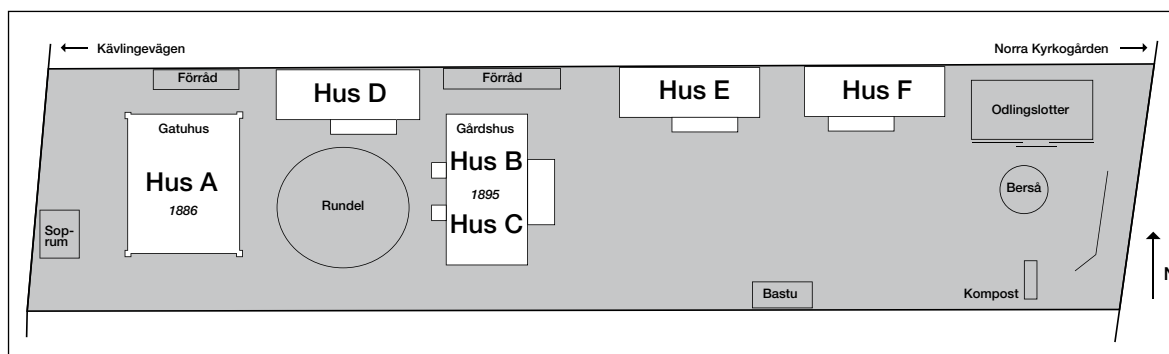 Kävlingevägen
Norra Kyrkogården
Förråd
Hus D
Förråd
Hus E
Hus F
Odlingslotter
Gatuhus
Hus A
1886
Gårdshus
Hus B
1895
Hus C
Rundel
Berså
Sop-
rum
Bastu
Kompost
N